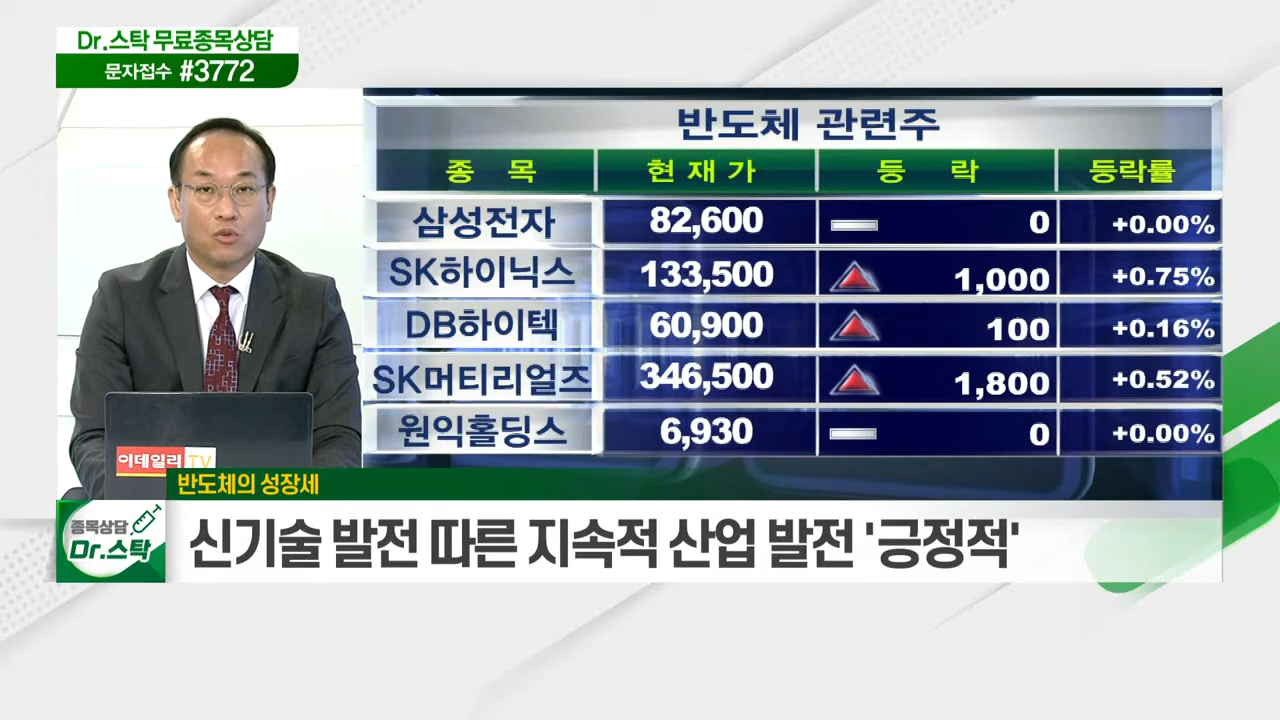 Dr.스탁 무료종목상담
문자접수 #3772
반도체 관련주
종 목 현 재 가 등 락 등락률
삼성전자 82,600 0 +0.00%
SK하이닉스 133,500 1,000 +0.75%
DB하이텍 60,900 100 +0.16%
SK머티리얼즈 346,500 1,800 +0.52%
원익홀딩스 6,930 0 +0.00%
이데일리 TV
반도체의 성장세
종목상담
Dr.스탁
신기술 발전 따른 지속적 산업 발전 '긍정적'